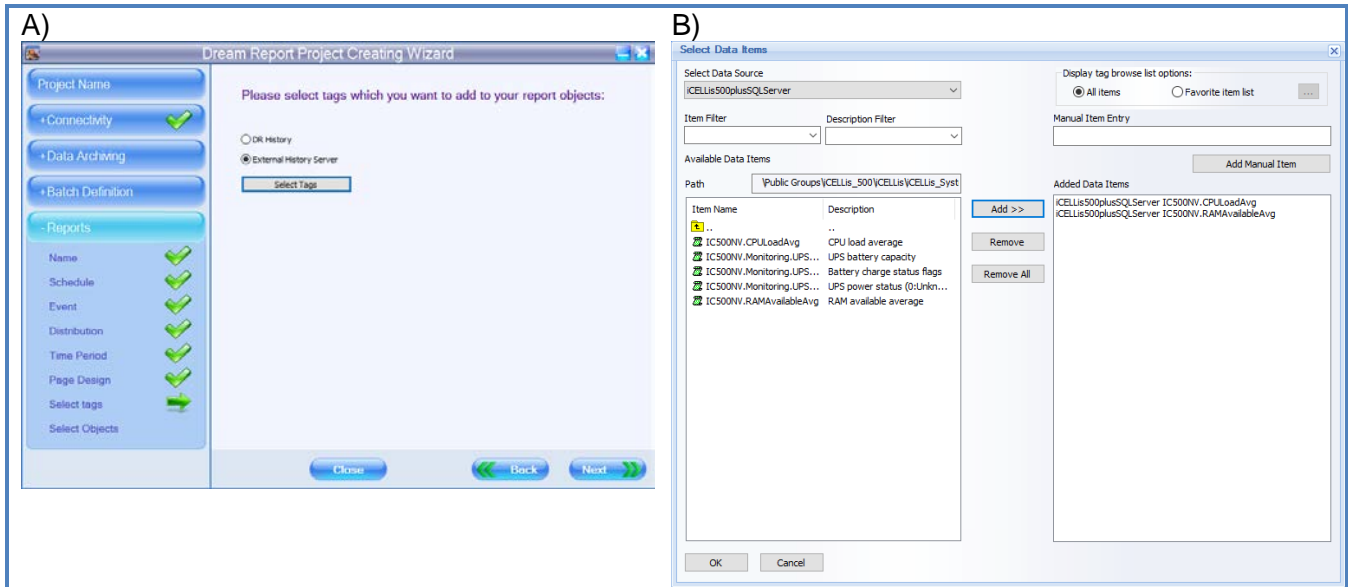 A)
Dream Report Project Creating Wizard
Project Name
+Connectivity
+Data Archiving
+Batch Definition
-Reports
Name
Schedule
Event
Distribution
Time Period
Page Design
Select tags
Select Objects
Please select tags which you want to add to your report objects:
DR History
External History Server
Select Tags
Close
Back
Next
B)
Select Data Items
Select Data Source
iCELLis500plusSQLServer
Display tag browse list options:
All items
Favorite item list
...
Item Filter
Description Filter
Manual Item Entry
Add Manual Item
Available Data Items
Path
\Public Groups\iCELLis_500\iCELLis\iCELLis_Syst
Item Name Description
.. ..
IC500NV.CPULoadAvg CPU load average
IC500NV.Monitoring.UPS... UPS battery capacity
IC500NV.Monitoring.UPS... Battery charge status flags
IC500NV.Monitoring.UPS... UPS power status (0:Unkn...
IC500NV.RAMAvailableAvg RAM available average
Add >>
Remove
Remove All
Added Data Items
iCELLis500plusSQLServer IC500NV.CPULoadAvg
iCELLis500plusSQLServer IC500NV.RAMAvailableAvg
OK
Cancel